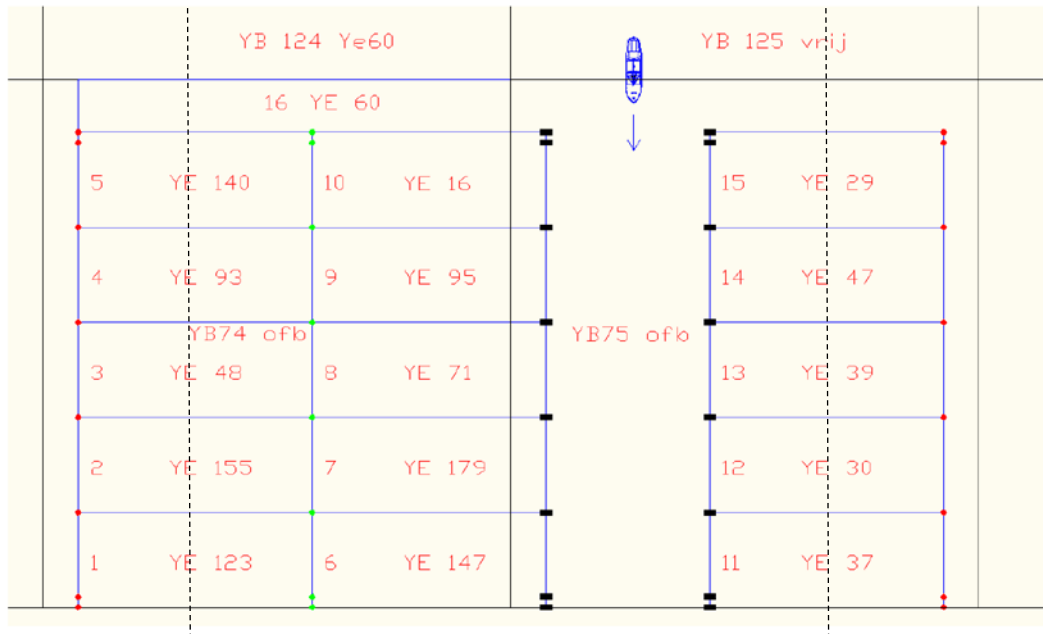 YB 124 Ye60
YB 125 vrij
16 YE 60
5 YE 140
10 YE 16
15 YE 29
4 YE 93
9 YE 95
14 YE 47
YB74 ofb
YB75 ofb
3 YE 48
8 YE 71
13 YE 39
2 YE 155
7 YE 179
12 YE 30
1 YE 123
6 YE 147
11 YE 37